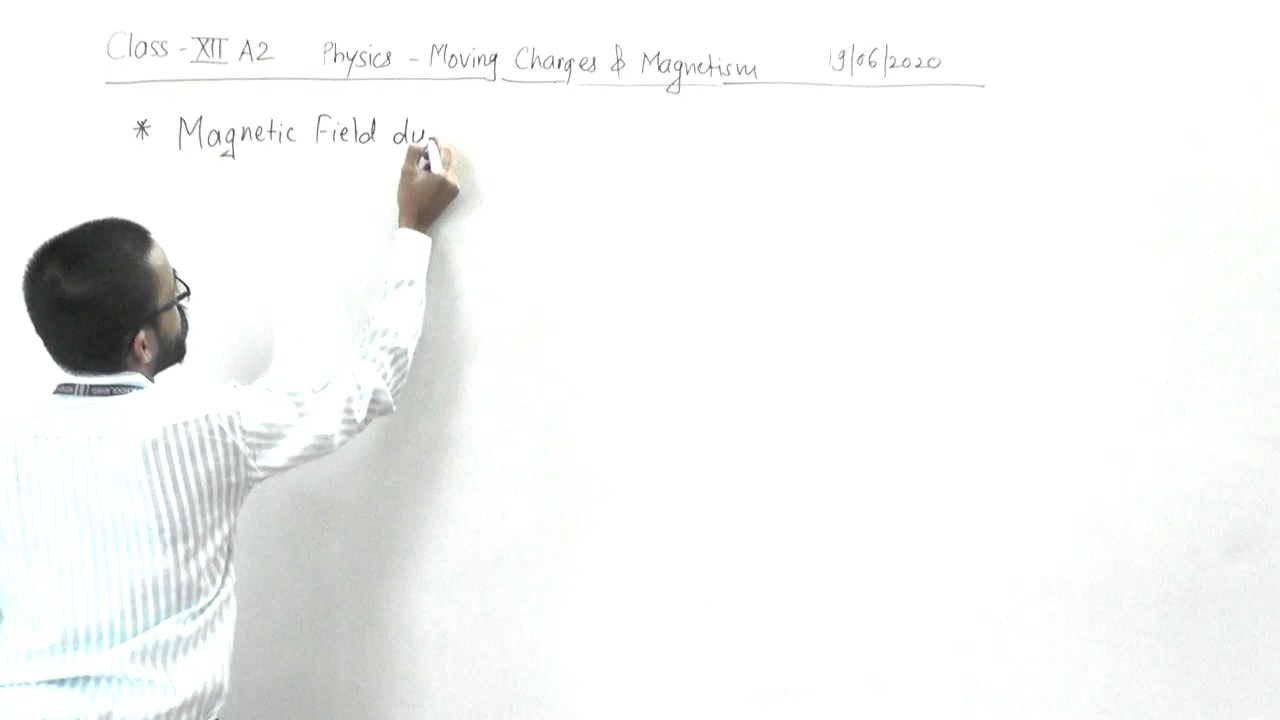 Class - XII A2 Physics - Moving Charges & Magnetism 19/06/2020
* Magnetic Field du